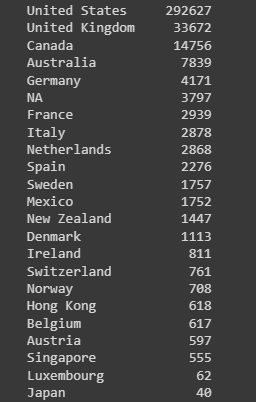 United States 292627
United Kingdom 33672
Canada 14756
Australia 7839
Germany 4171
NA 3797
France 2939
Italy 2878
Netherlands 2868
Spain 2276
Sweden 1757
Mexico 1752
New Zealand 1447
Denmark 1113
Ireland 811
Switzerland 761
Norway 708
Hong Kong 618
Belgium 617
Austria 597
Singapore 555
Luxembourg 62
Japan 40